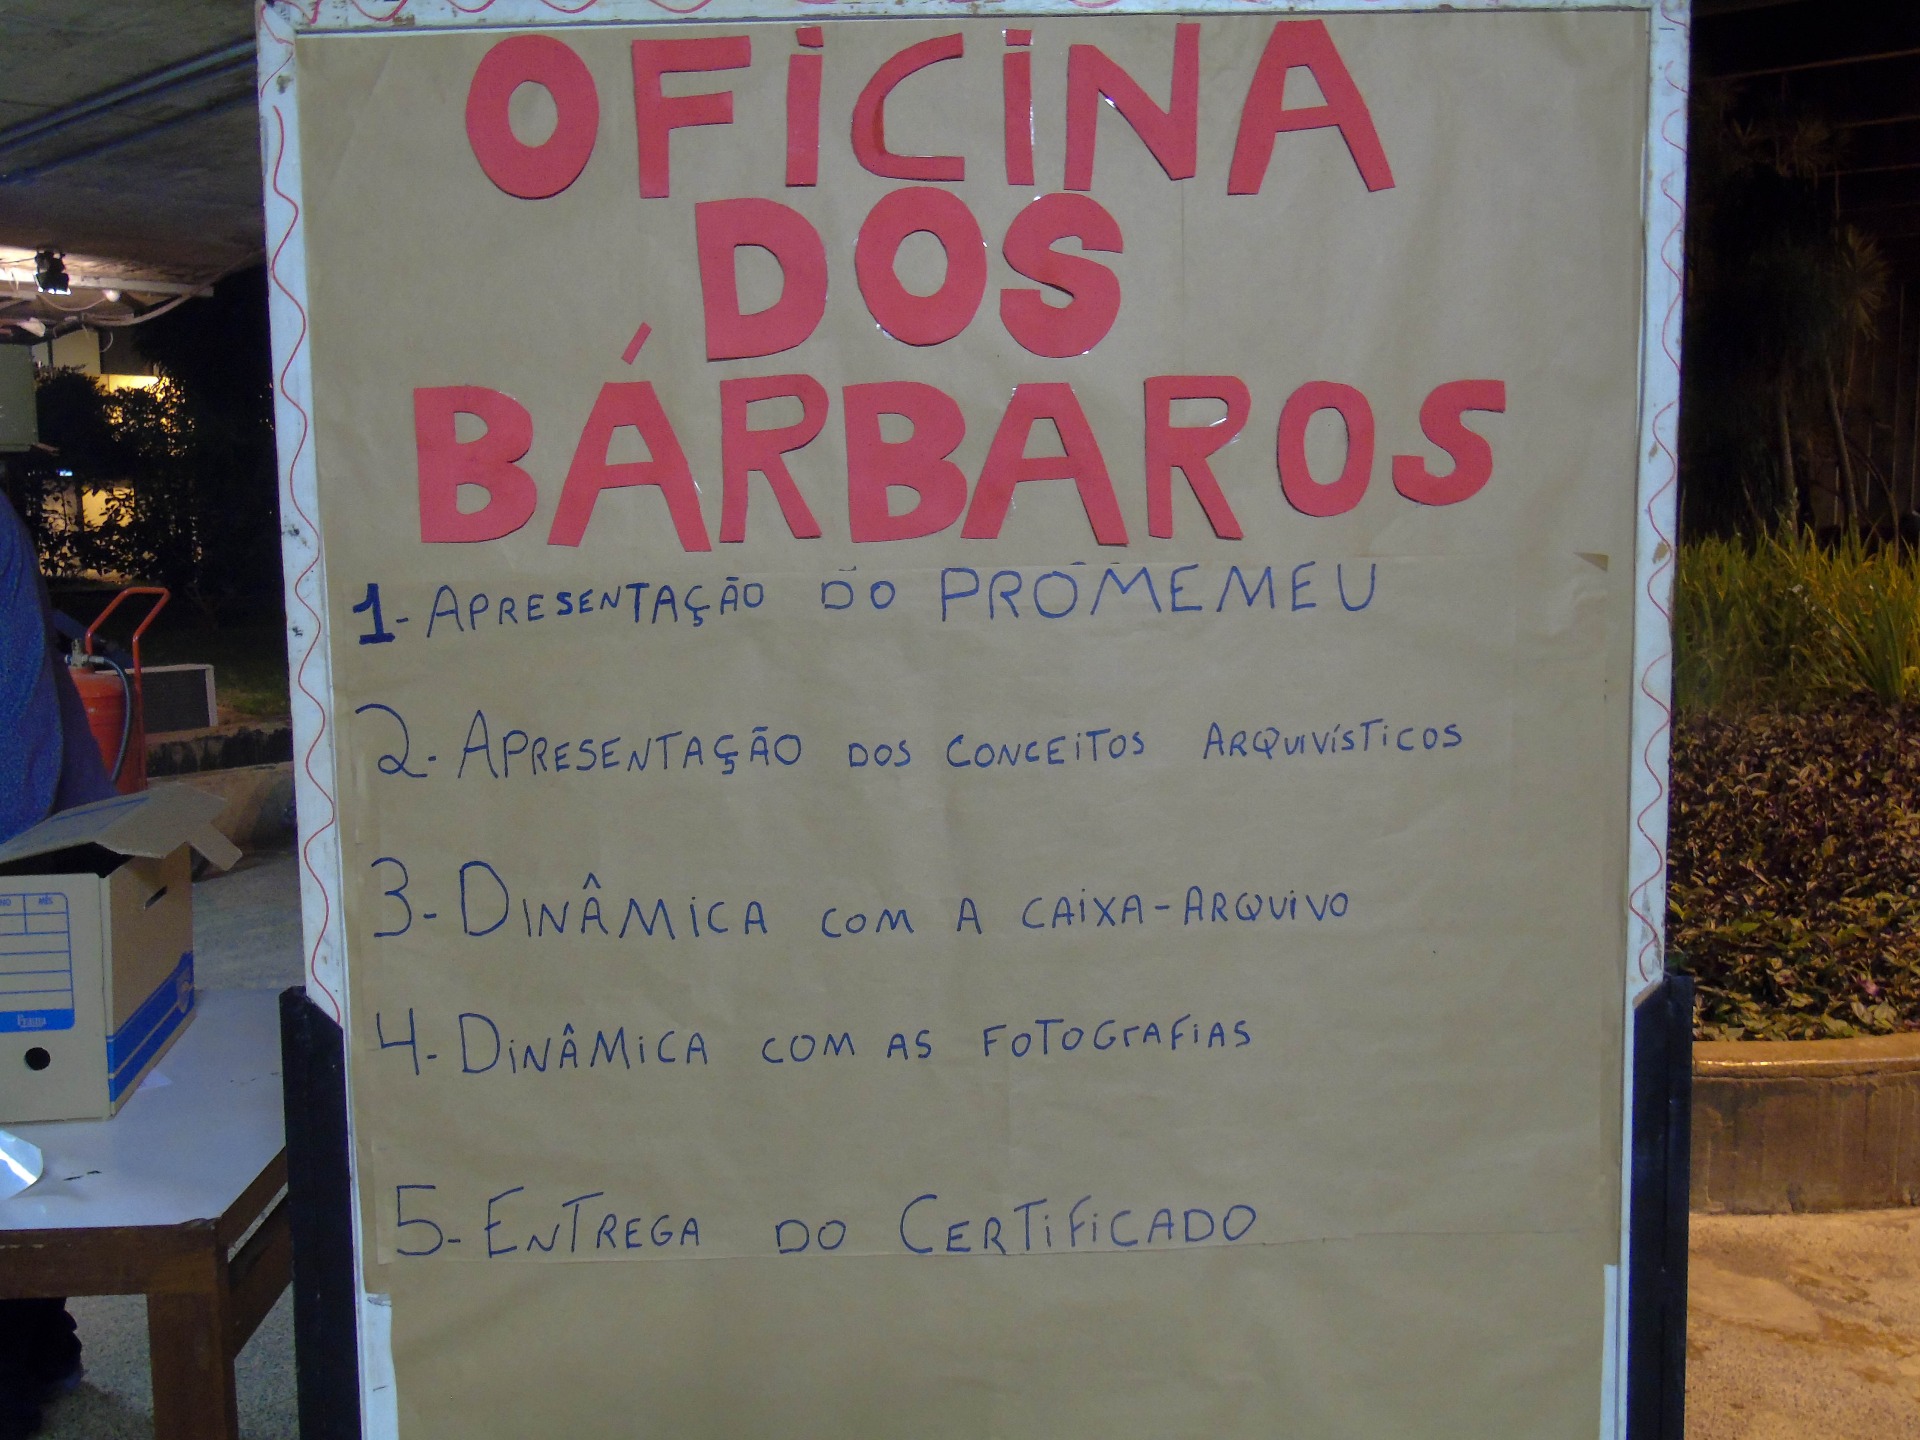 OFICINA
DOS
BÁRBAROS
1- APRESENTAÇÃO DO PROMEMEU
2- APRESENTAÇÃO DOS CONCEITOS ARQUIVÍSTICOS
3- DINÂMICA COM A CAIXA-ARQUIVO
4- DINÂMICA COM AS FOTOGRAFIAS
5- ENTREGA DO CERTIFICADO
MÊS